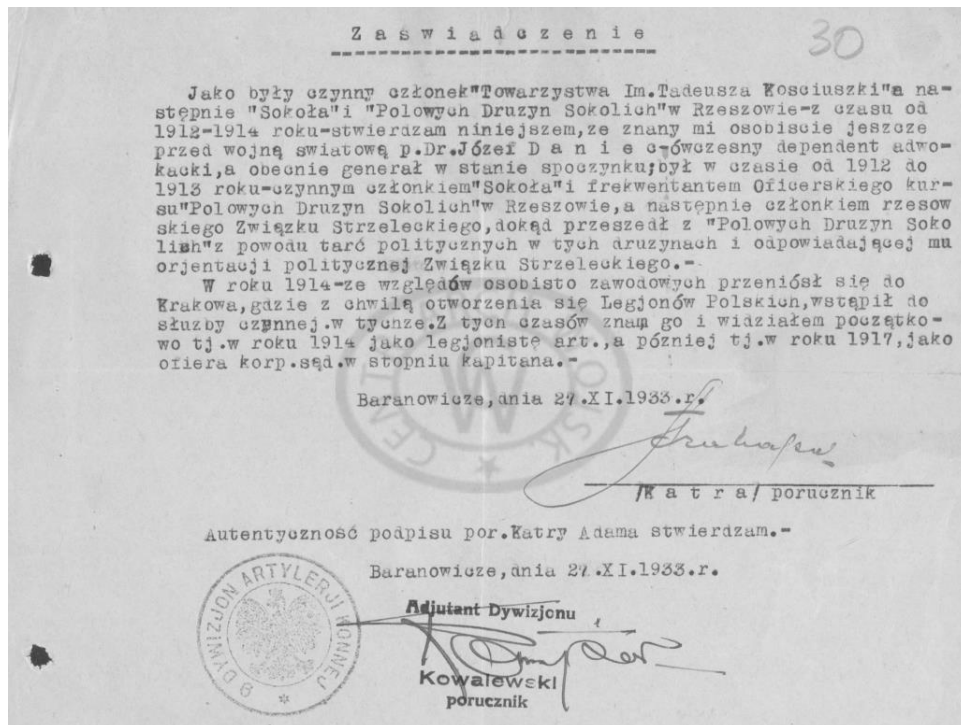 Zaświadczenie
30
Jako były czynny członek"Towarzystwa Im.Tadeusza Kosciuszki"a na-
stępnie "Sokoła"i "Polowych Druzyn Sokolich"w Rzeszowie-z czasu od
1912-1914 roku-stwierdzam niniejszem,ze znany mi osobiscie jeszcze
przed wojną swiatową p.Dr.Józef D a n i e c-ówczesny dependent adwo-
kacki,a obecnie generał w stanie spoczynku;był w czasie od 1912 do
1913 roku-czynnym członkiem"Sokoła"i frekwentantem Oficerskiego kur-
su"Polowych Druzyn Sokolich"w Rzeszowie,a następnie członkiem rzesow
skiego Związku Strzeleckiego,dokąd przeszedł z "Polowych Druzyn Soko
lich"z powodu tarć politycznych w tych druzynach i odpowiadającej mu
orjentacji politycznej Związku Strzeleckiego.-
W roku 1914-ze względów osobisto zawodowych przeniósł się do
Krakowa,gdzie z chwilą otworzenia się Legjonów Polskich,wstąpił do
słuzby czynnej.w tychze.Z tych czasów znam go i widziałem początko-
wo tj.w roku 1914 jako legjonistę art.,a pózniej tj.w roku 1917,jako
ofiera korp.sąd.w stopniu kapitana.-
Baranowicze,dnia 27.XI.1933.r.
/K a t r a/ porucznik
Autentyczność podpisu por.Katry Adama stwierdzam.-
Baranowicze,dnia 27.XI.1933.r.
9 DYWIZJON ARTYLERJI KONNEJ
Adjutant Dywizjonu
Kowalewski
porucznik